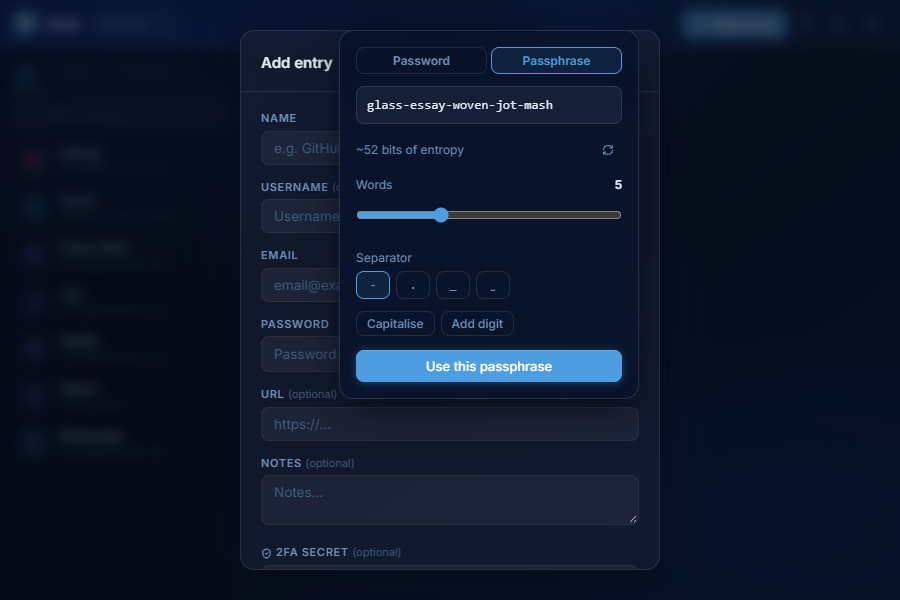 Add entry
Password
Passphrase
glass-essay-woven-jot-mash
~52 bits of entropy
Words
5
Separator
-
.
_
Capitalise
Add digit
Use this passphrase
NAME
e.g. GitHu
USERNAME
Username
EMAIL
email@exa
PASSWORD
Password
URL (optional)
https://...
NOTES (optional)
Notes...
2FA SECRET (optional)